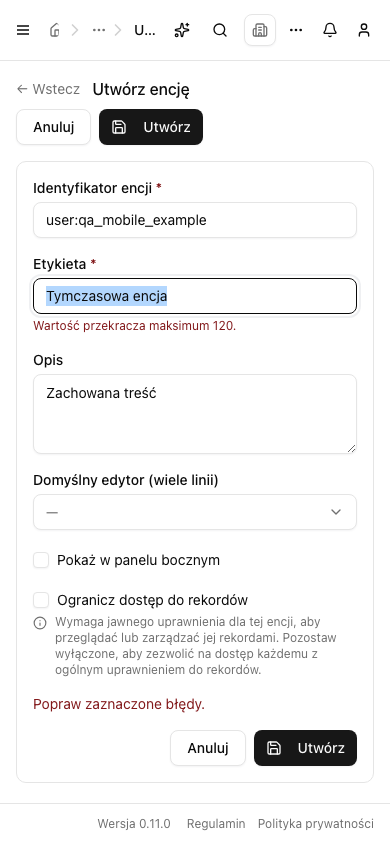 U...
← Wstecz Utwórz encję
Anuluj Utwórz
Identyfikator encji *
user:qa_mobile_example
Etykieta *
Tymczasowa encja
Wartość przekracza maksimum 120.
Opis
Zachowana treść
Domyślny edytor (wiele linii)
—
Pokaż w panelu bocznym
Ogranicz dostęp do rekordów
Wymaga jawnego uprawnienia dla tej encji, aby
przeglądać lub zarządzać jej rekordami. Pozostaw
wyłączone, aby zezwolić na dostęp każdemu z
ogólnym uprawnieniem do rekordów.
Popraw zaznaczone błędy.
Anuluj Utwórz
Wersja 0.11.0 Regulamin Polityka prywatności